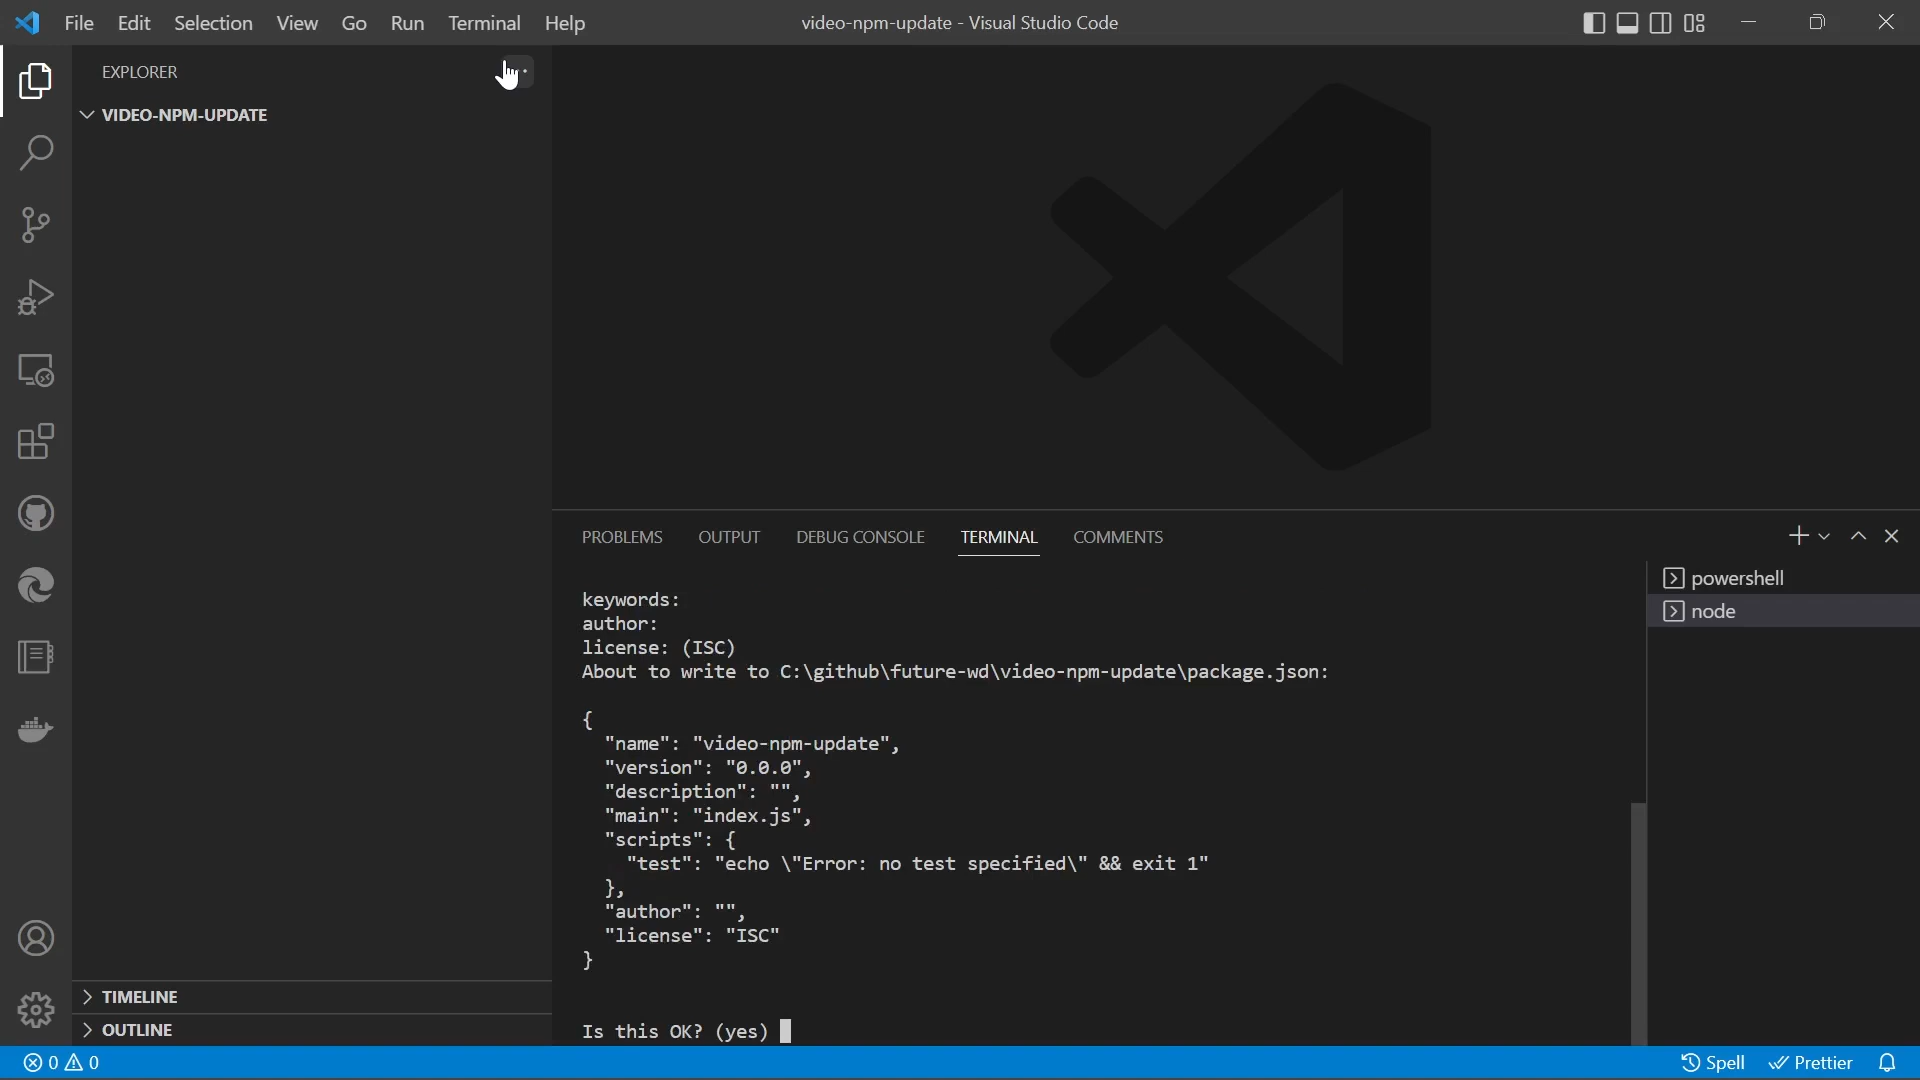 File Edit Selection View Go Run Terminal Help
video-npm-update - Visual Studio Code
EXPLORER
VIDEO-NPM-UPDATE
PROBLEMS OUTPUT DEBUG CONSOLE TERMINAL COMMENTS
keywords:
author:
license: (ISC)
About to write to C:\github\future-wd\video-npm-update\package.json:
{
"name": "video-npm-update",
"version": "0.0.0",
"description": "",
"main": "index.js",
"scripts": {
"test": "echo \"Error: no test specified\" && exit 1"
},
"author": "",
"license": "ISC"
}
Is this OK? (yes)
powershell
node
TIMELINE
OUTLINE
0 0
Spell Prettier